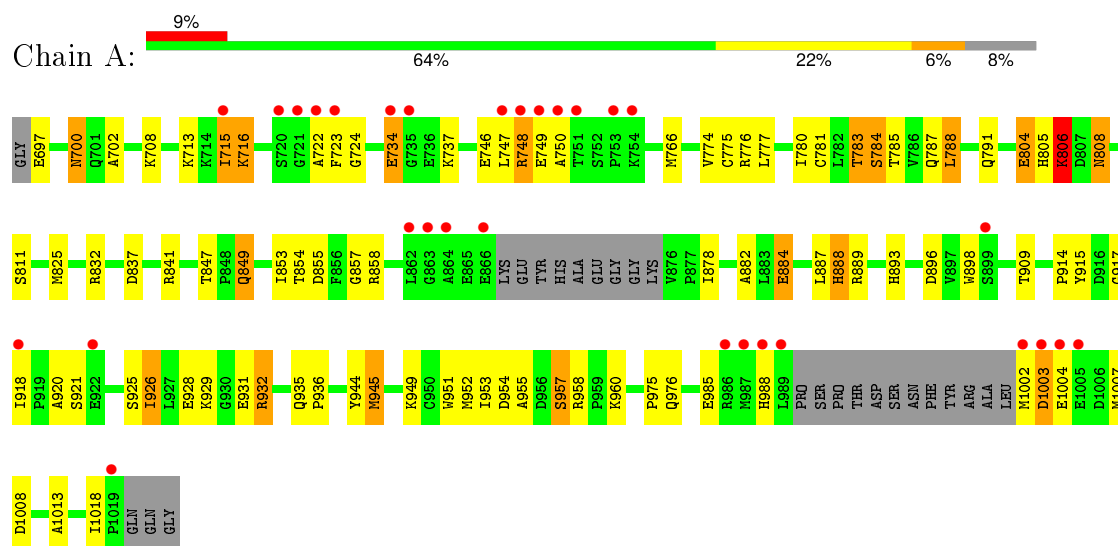 9%
Chain A:
64% 22% 6% 8%
GLY E697 N700 Q701 A702 K708 K713 K714 I715 K716 S720 G721 A722 F723 G724 E734 G735 E736 K737 E746 L747 R748 E749 A750 T751 S752 P753 K754 M766 V774 C775 R776 L777 I780 C781 L782 T783 S784 T785 V786 Q787 L788 Q791 E804 H805 K806 D807 N808
S811 M825 R832 D837 R841 T847 P848 Q849 I853 T854 D855 F856 G857 R858 L862 G863 A864 E865 E866 LYS GLU TYR HIS ALA GLU GLY GLY LYS V876 P877 I878 A882 L883 E884 L887 H888 R889 H893 D896 V897 W898 S899 T909 P914 Y915 D916 G917
I918 P919 A920 S921 E922 S925 I926 L927 E928 K929 G930 E931 R932 Q935 P936 Y944 M945 K949 C950 W951 M952 I953 D954 A955 D956 S957 R958 P959 K960 P975 Q976 E985 R986 M987 H988 L989 PRO SER PRO THR ASP SER ASN PHE TYR ARG ALA LEU M1002 D1003 E1004 E1005 D1006 M1007
D1008 A1013 I1018 P1019 GLN GLN GLY